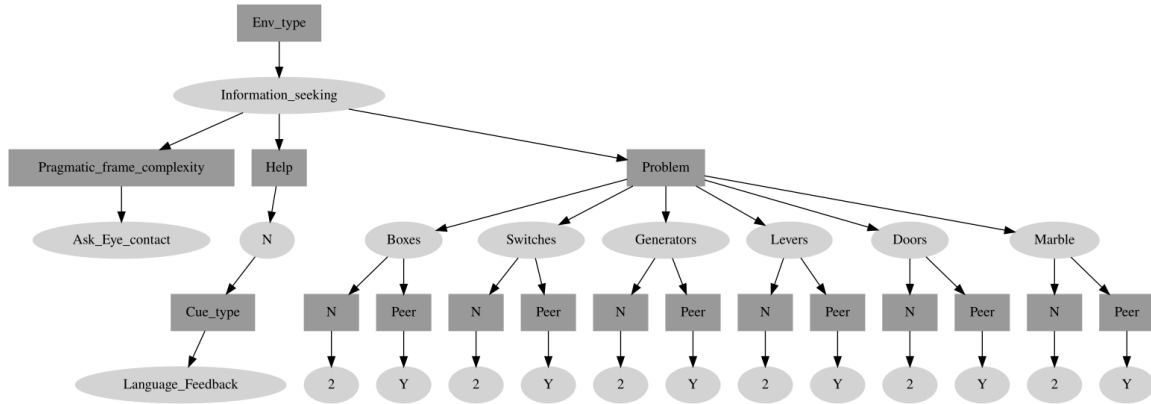 Env_type
Information_seeking
Pragmatic_frame_complexity Help Problem
Ask_Eye_contact N Boxes Switches Generators Levers Doors Marble
Cue_type N Peer N Peer N Peer N Peer N Peer N Peer
Language_Feedback 2 Y 2 Y 2 Y 2 Y 2 Y 2 Y